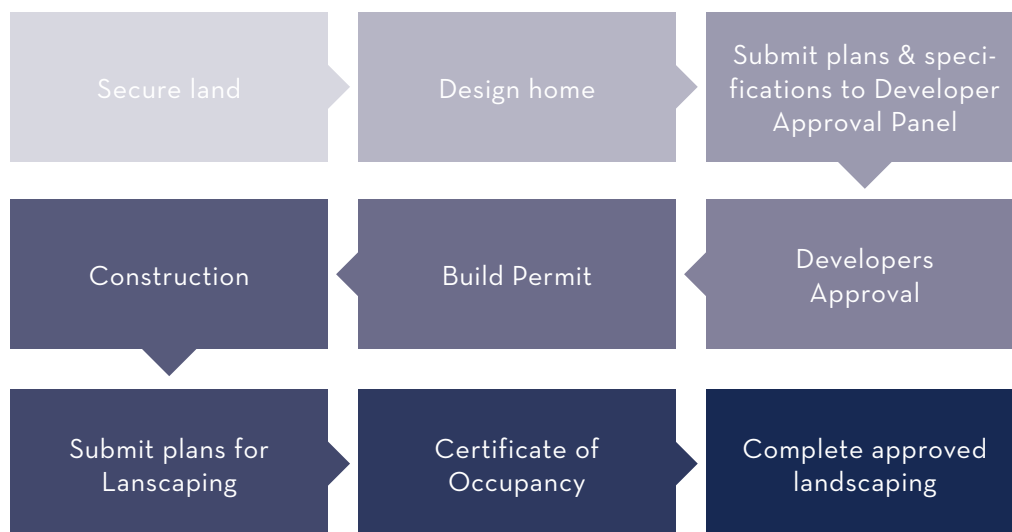 Secure land
Design home
Submit plans & speci-
fications to Developer
Approval Panel
Developers
Approval
Build Permit
Construction
Submit plans for
Lanscaping
Certificate of
Occupancy
Complete approved
landscaping